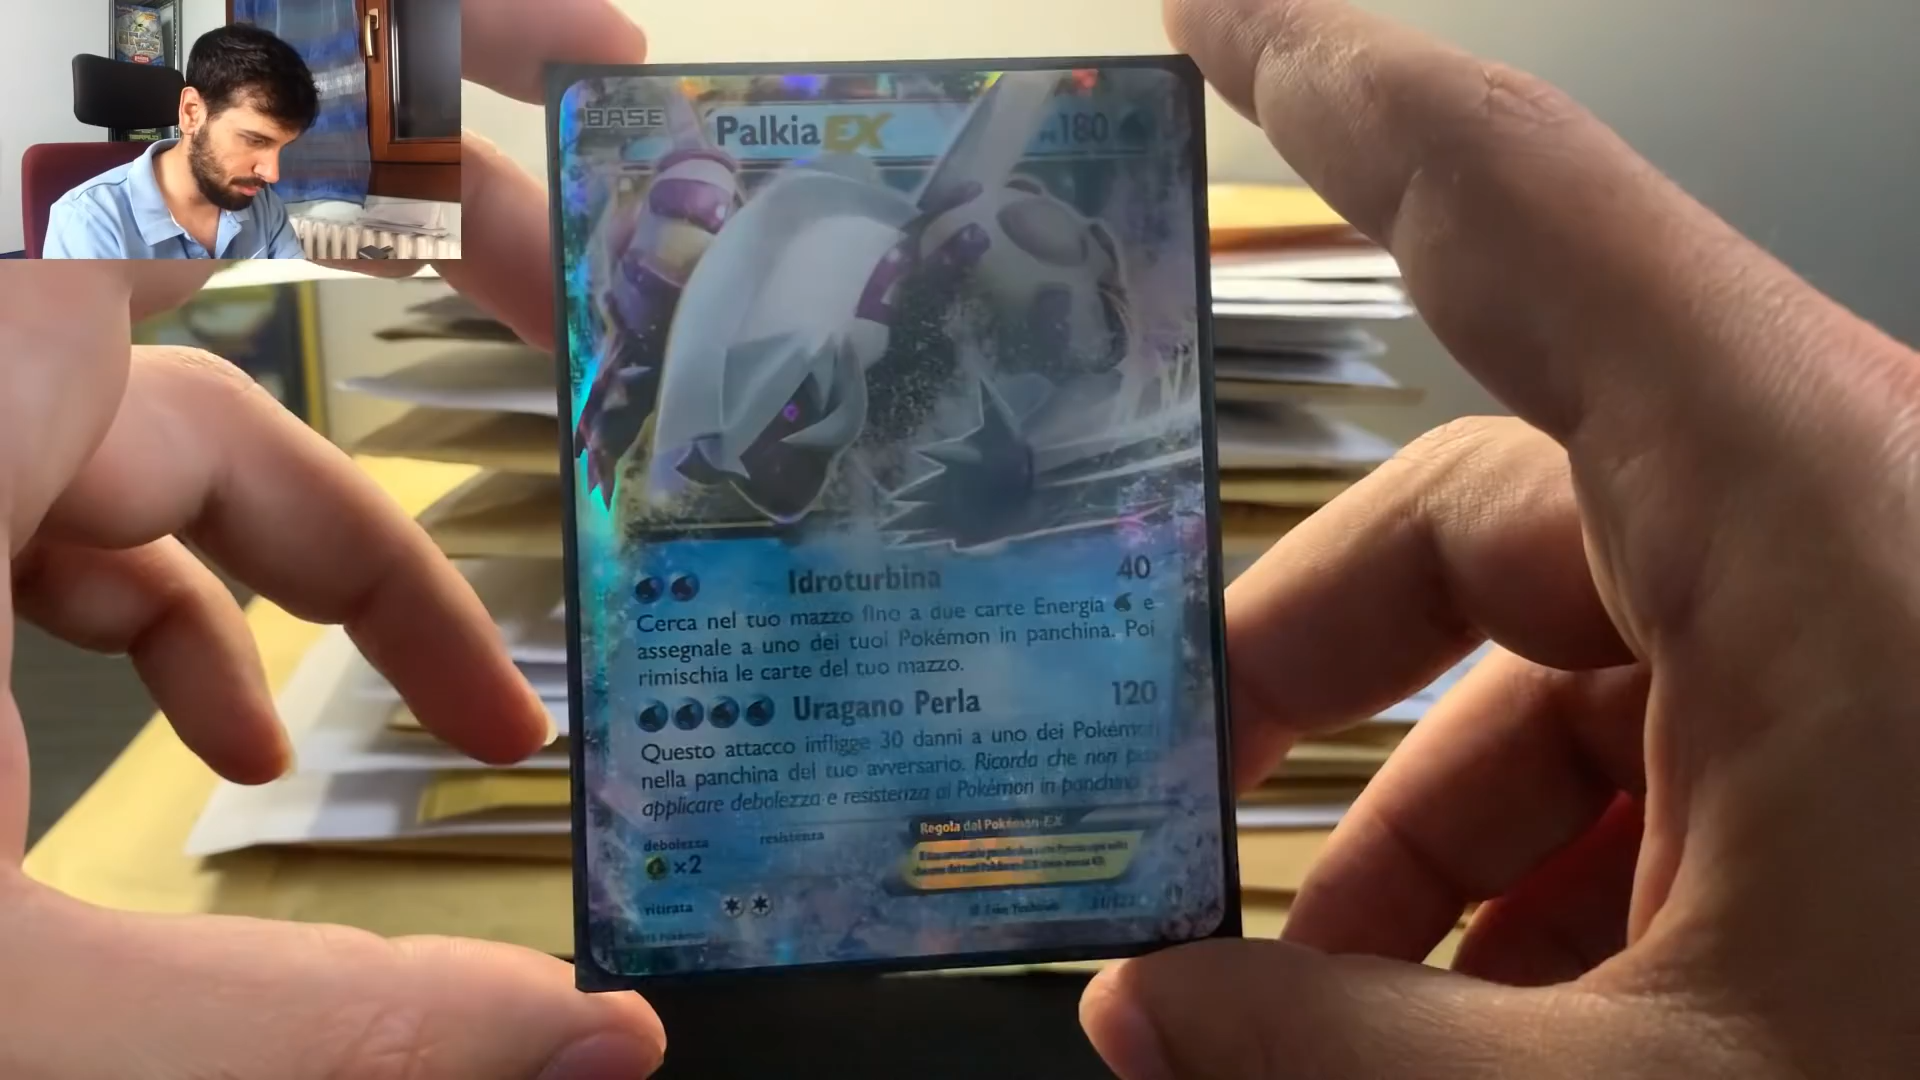 BASE
Palkia EX
180
Idroturbina 40
Cerca nel tuo mazzo fino a due carte Energia e
assegnale a uno dei tuoi Pokémon in panchina. Poi
rimischia le carte del tuo mazzo.
Uragano Perla 120
Questo attacco infligge 30 danni a uno dei Pokémon
nella panchina del tuo avversario. Ricorda che non puoi
applicare debolezza e resistenza ai Pokémon in panchina.
debolezza resistenza
×2
Regola dei Pokémon-EX
ritirata